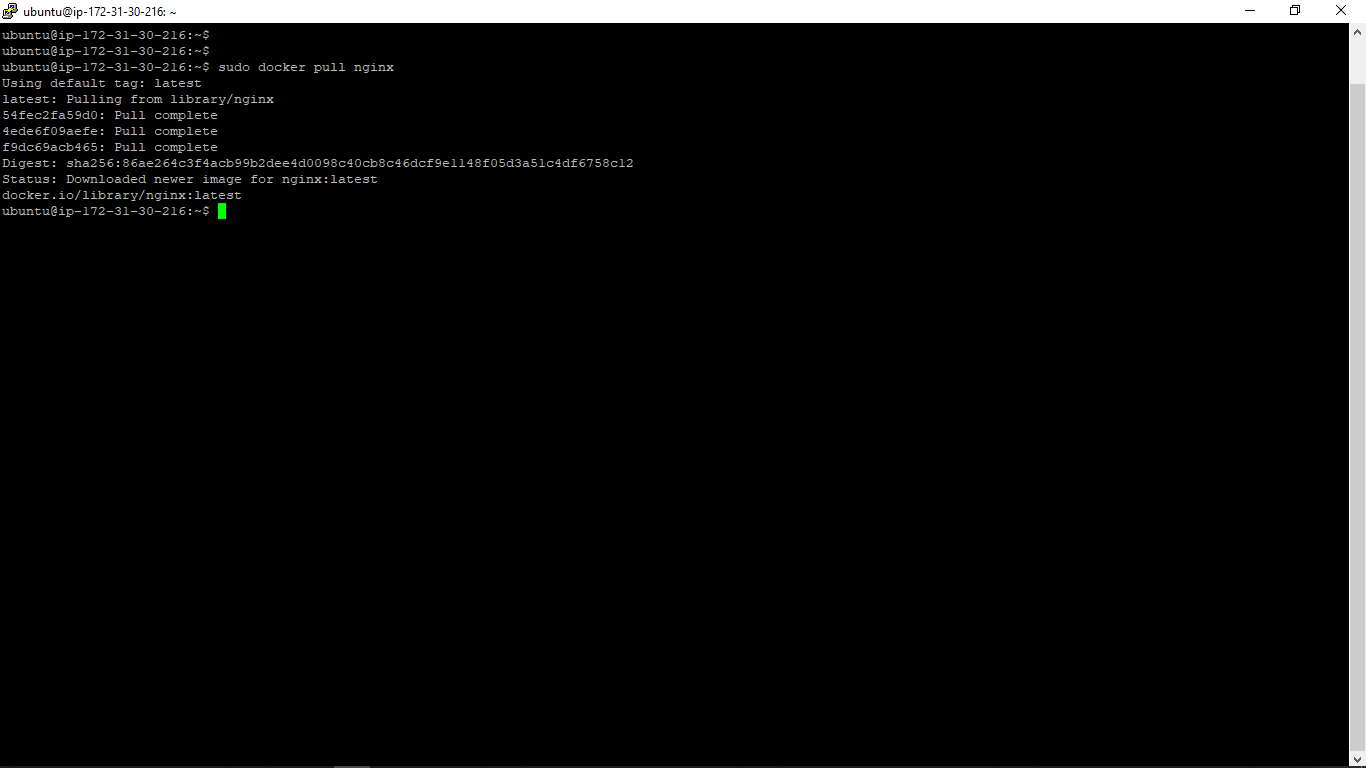 ubuntu@ip-172-31-30-216: ~
ubuntu@ip-172-31-30-216:~$
ubuntu@ip-172-31-30-216:~$
ubuntu@ip-172-31-30-216:~$ sudo docker pull nginx
Using default tag: latest
latest: Pulling from library/nginx
54fec2fa59d0: Pull complete
4ede6f09aefe: Pull complete
f9dc69acb465: Pull complete
Digest: sha256:86ae264c3f4acb99b2dee4d0098c40cb8c46dcf9e1148f05d3a51c4df6758c12
Status: Downloaded newer image for nginx:latest
docker.io/library/nginx:latest
ubuntu@ip-172-31-30-216:~$